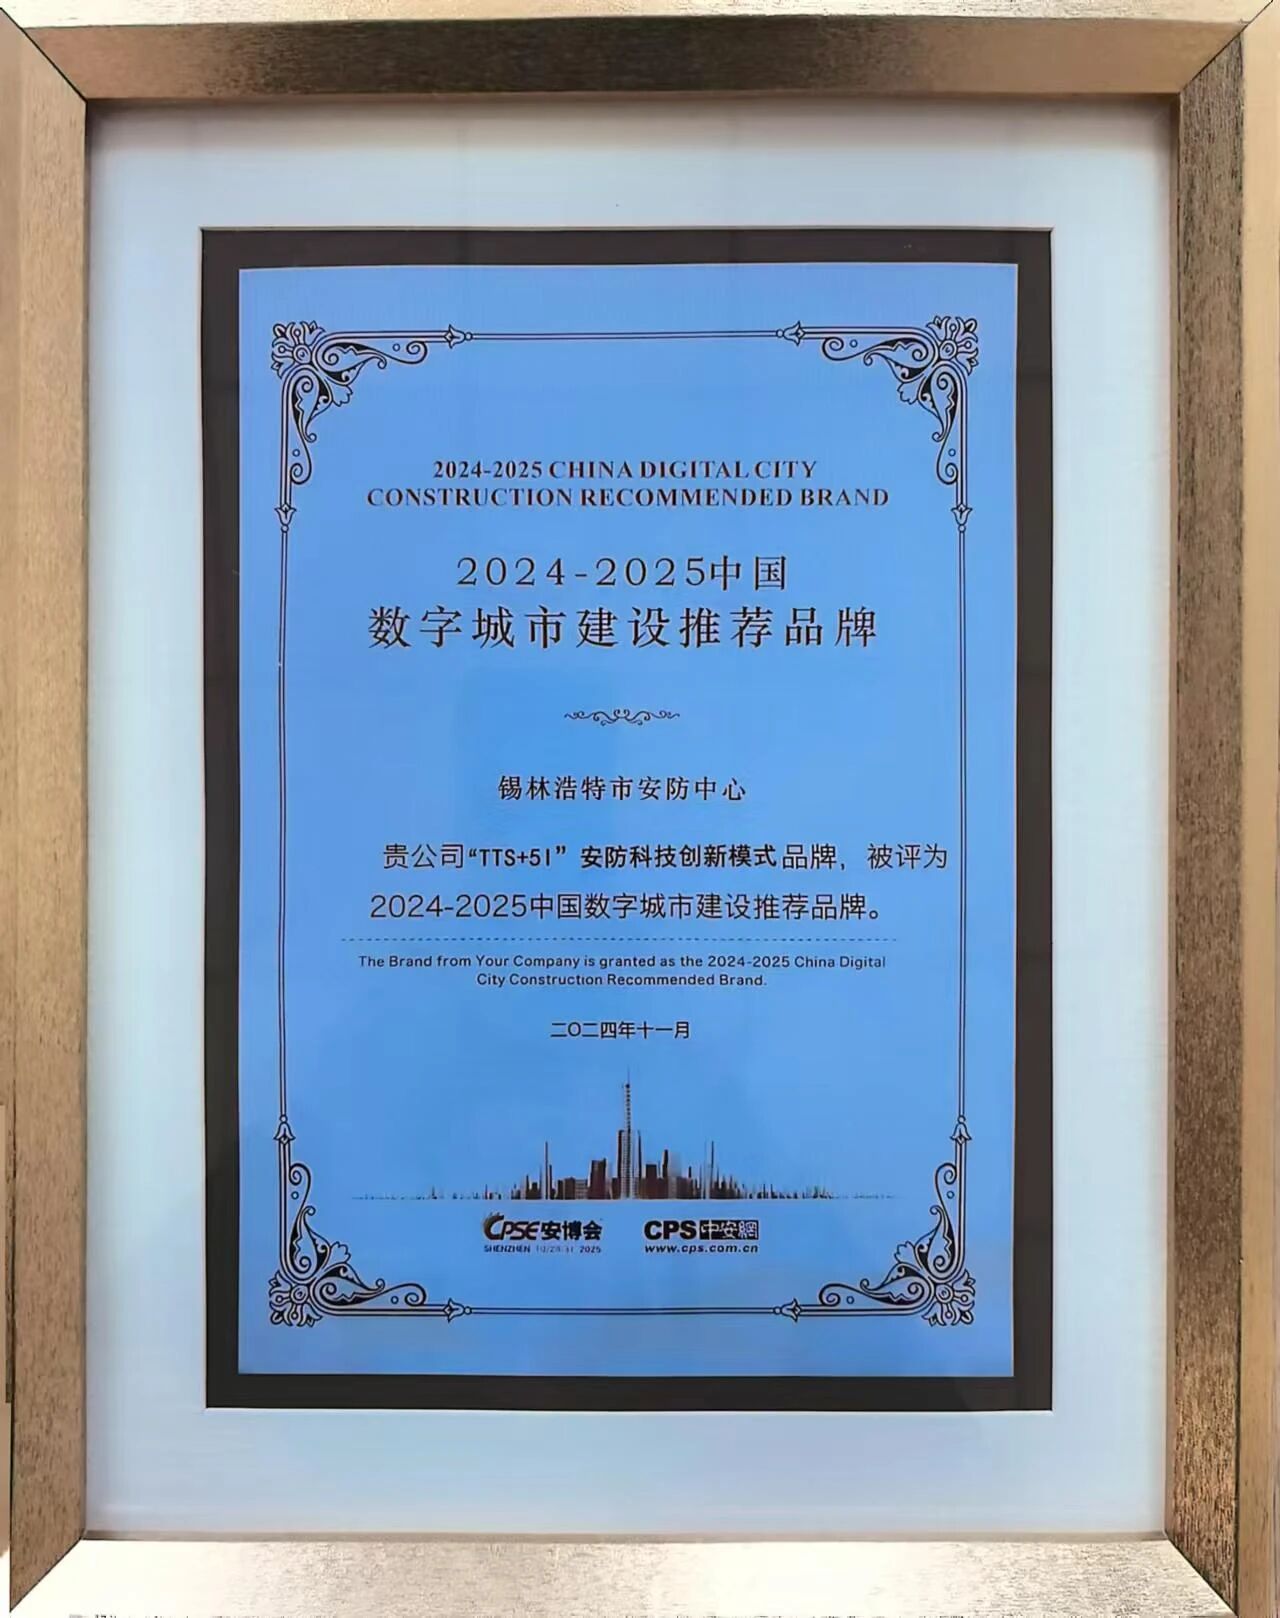 2024-2025 CHINA DIGITAL CITY
CONSTRUCTION RECOMMENDED BRAND
2024-2025中国
数字城市建设推荐品牌
锡林浩特市安防中心
贵公司“TTS+5I”安防科技创新模式品牌，被评为
2024-2025中国数字城市建设推荐品牌。
The Brand from Your Company is granted as the 2024-2025 China Digital
City Construction Recommended Brand.
二〇二四年十一月
CPSE安博会
SHENZHEN 2025
CPS中安網
www.cps.com.cn